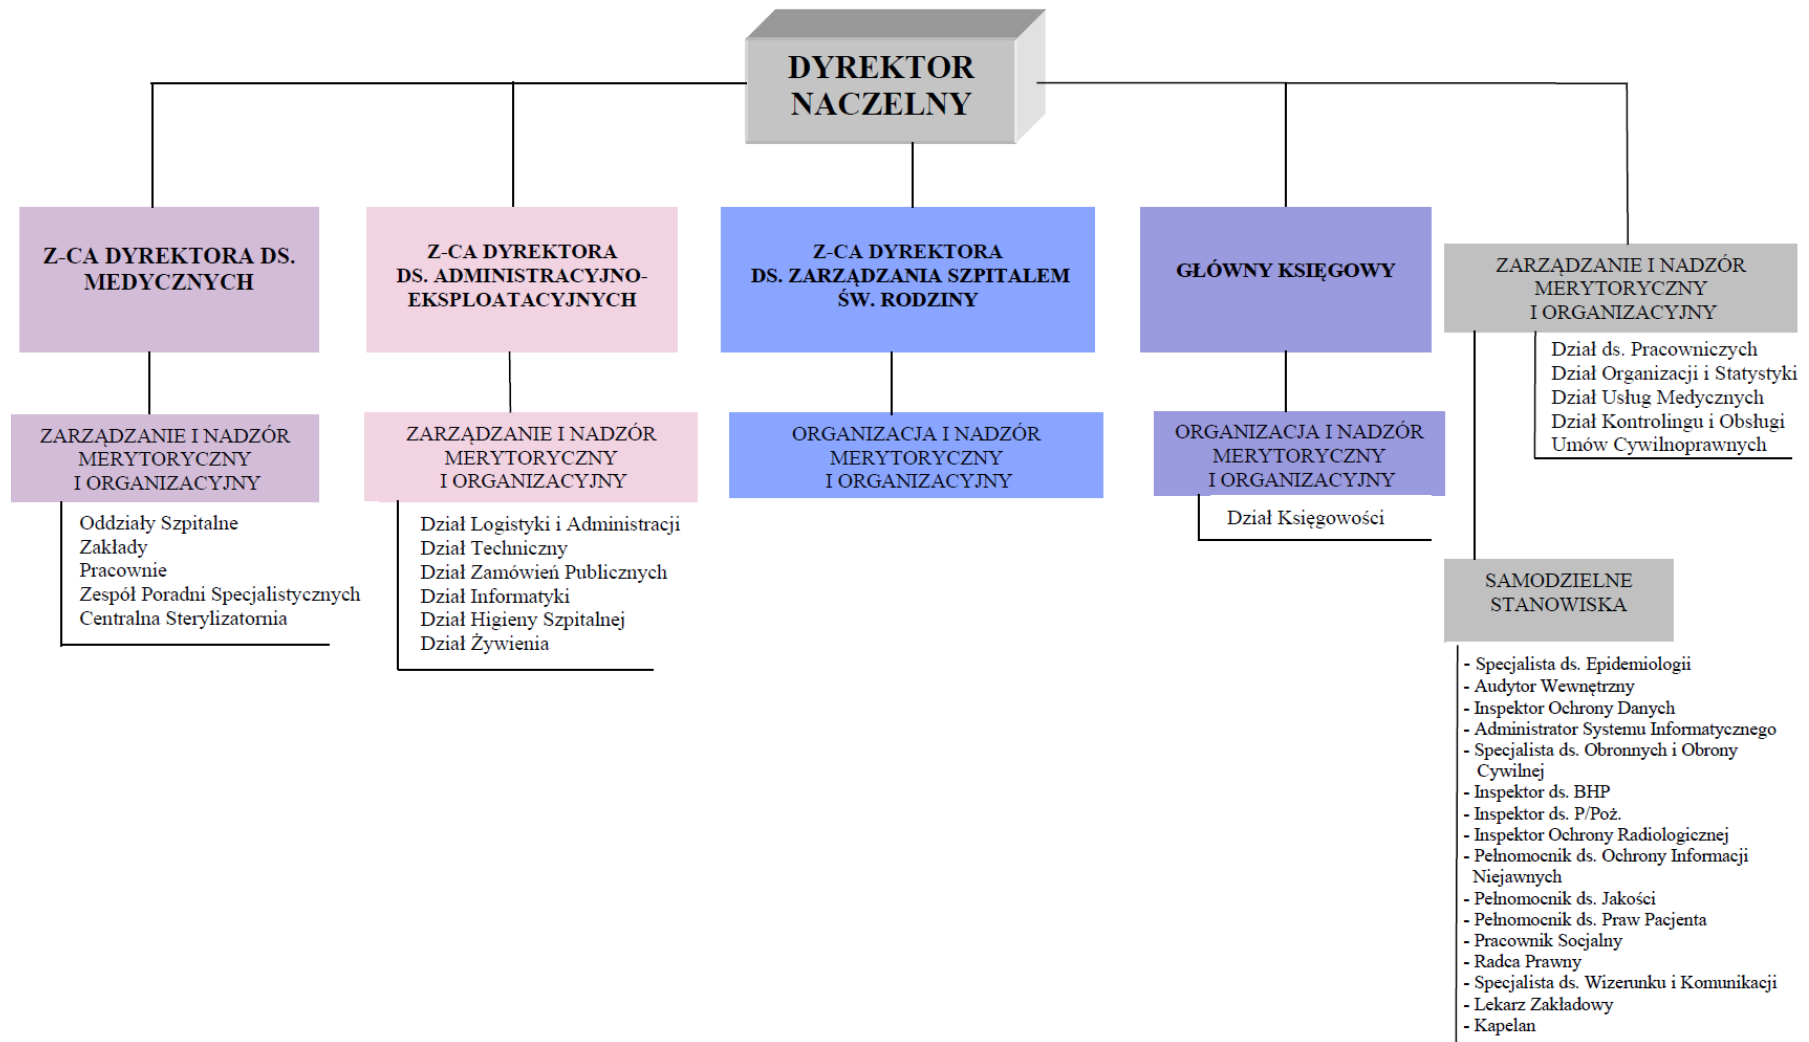 DYREKTOR
NACZELNY
Z-CA DYREKTORA DS.
MEDYCZNYCH
ZARZĄDZANIE I NADZÓR
MERYTORYCZNY
I ORGANIZACYJNY
Oddziały Szpitalne
Zakłady
Pracownie
Zespół Poradni Specjalistycznych
Centralna Sterylizatornia
Z-CA DYREKTORA
DS. ADMINISTRACYJNO-
EKSPLOATACYJNYCH
ZARZĄDZANIE I NADZÓR
MERYTORYCZNY
I ORGANIZACYJNY
Dział Logistyki i Administracji
Dział Techniczny
Dział Zamówień Publicznych
Dział Informatyki
Dział Higieny Szpitalnej
Dział Żywienia
Z-CA DYREKTORA
DS. ZARZĄDZANIA SZPITALEM
ŚW. RODZINY
ORGANIZACJA I NADZÓR
MERYTORYCZNY
I ORGANIZACYJNY
GŁÓWNY KSIĘGOWY
ORGANIZACJA I NADZÓR
MERYTORYCZNY
I ORGANIZACYJNY
Dział Księgowości
ZARZĄDZANIE I NADZÓR
MERYTORYCZNY
I ORGANIZACYJNY
Dział ds. Pracowniczych
Dział Organizacji i Statystyki
Dział Usług Medycznych
Dział Kontrolingu i Obsługi
Umów Cywilnoprawnych
SAMODZIELNE
STANOWISKA
- Specjalista ds. Epidemiologii
- Audytor Wewnętrzny
- Inspektor Ochrony Danych
- Administrator Systemu Informatycznego
- Specjalista ds. Obronnych i Obrony
Cywilnej
- Inspektor ds. BHP
- Inspektor ds. P/Poż.
- Inspektor Ochrony Radiologicznej
- Pełnomocnik ds. Ochrony Informacji
Niejawnych
- Pełnomocnik ds. Jakości
- Pełnomocnik ds. Praw Pacjenta
- Pracownik Socjalny
- Radca Prawny
- Specjalista ds. Wizerunku i Komunikacji
- Lekarz Zakładowy
- Kapelan